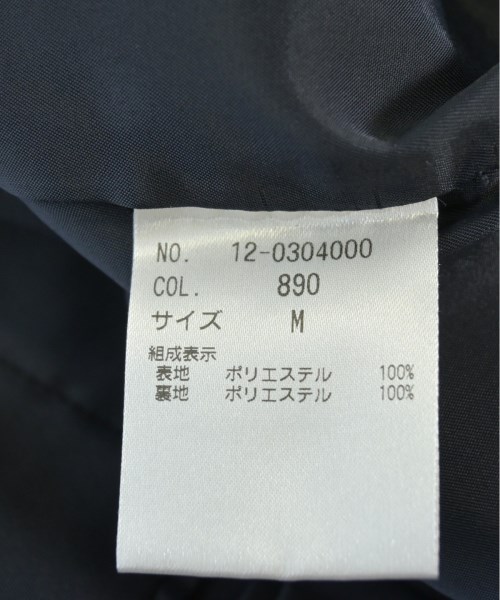 NO. 12-0304000
COL. 890
サイズ M
組成表示
表地 ポリエステル 100%
裏地 ポリエステル 100%